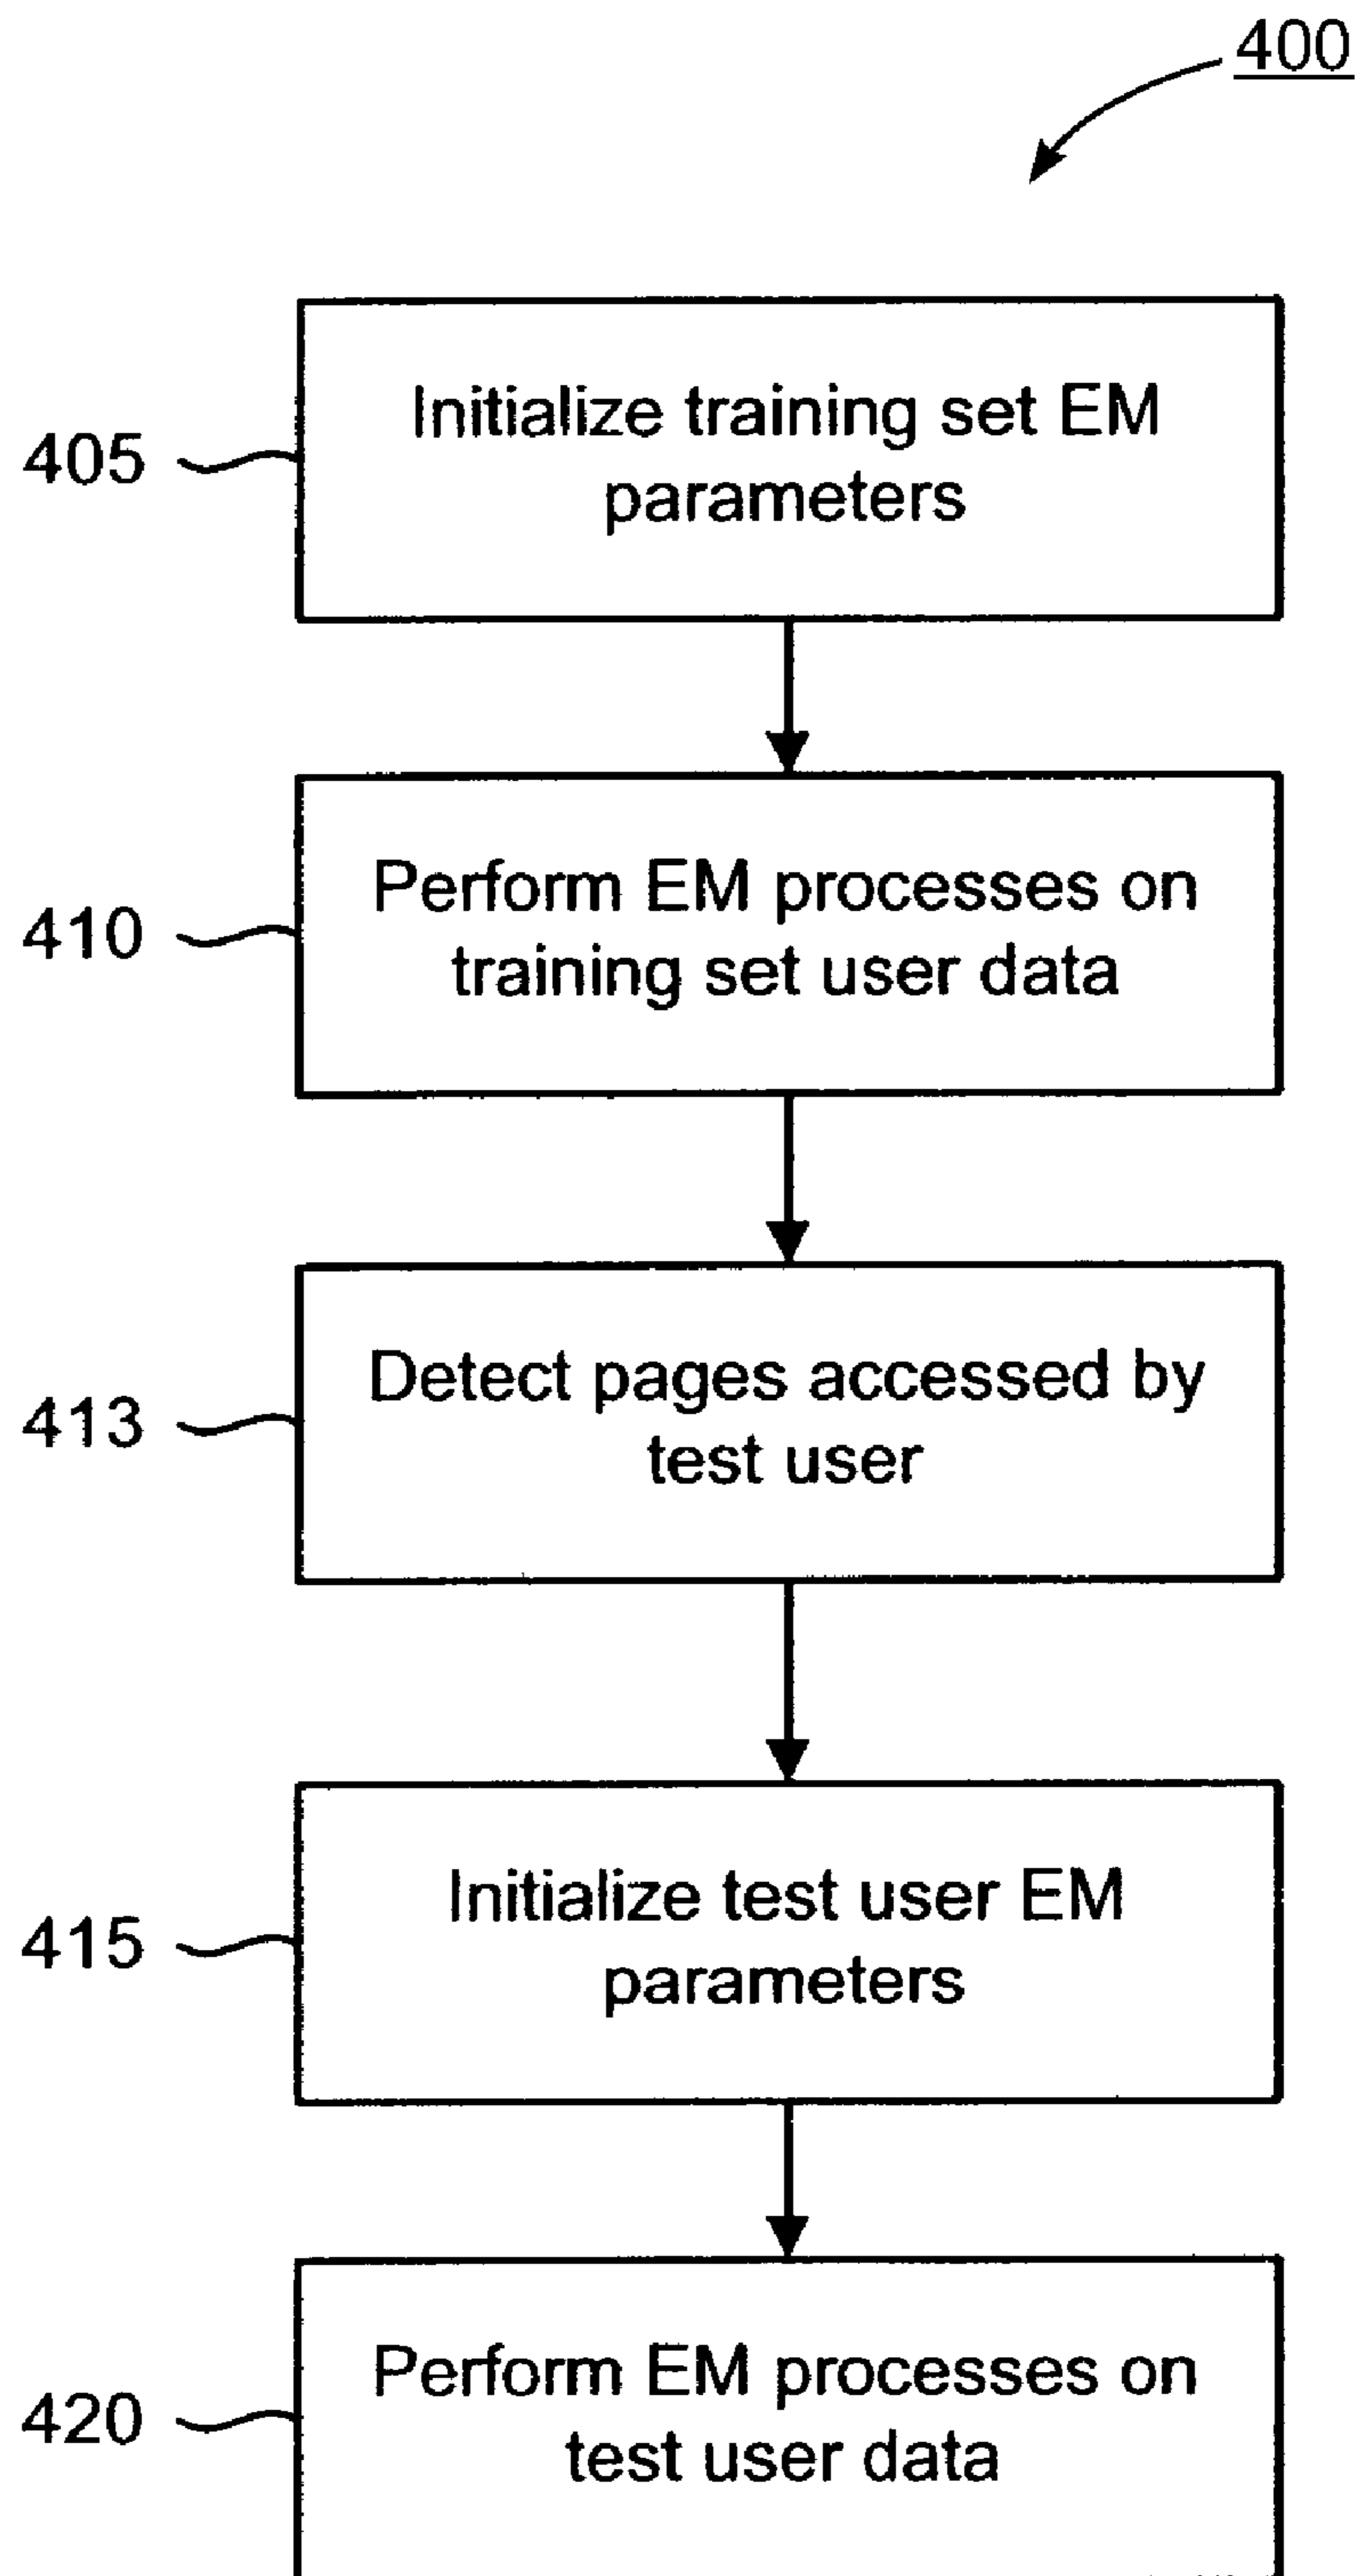 400
405
Initialize training set EM
parameters
410
Perform EM processes on
training set user data
413
Detect pages accessed by
test user
415
Initialize test user EM
parameters
420
Perform EM processes on
test user data